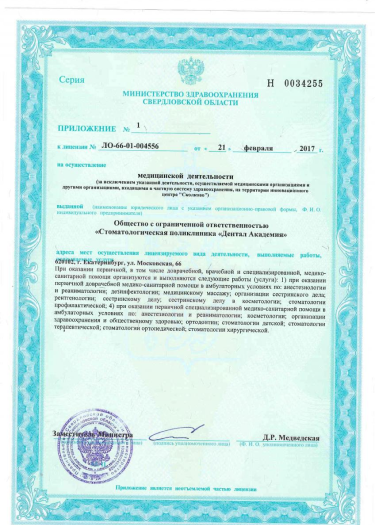 Серия
Н 0034255
МИНИСТЕРСТВО ЗДРАВООХРАНЕНИЯ
СВЕРДЛОВСКОЙ ОБЛАСТИ
ПРИЛОЖЕНИЕ № 1
к лицензии № ЛО-66-01-004556 от « 21 » февраля 2017 г.
на осуществление
медицинской деятельности
(за исключением указанной деятельности, осуществляемой медицинскими организациями и
другими организациями, входящими в частную систему здравоохранения, на территории инновационного
центра "Сколково")
выданной (наименование юридического лица с указанием организационно-правовой формы, Ф. И. О.
индивидуального предпринимателя)
Общество с ограниченной ответственностью
«Стоматологическая поликлиника «Дентал Академия»
адреса мест осуществления лицензируемого вида деятельности, выполняемые работы,
620102, г. Екатеринбург, ул. Московская, 66
При оказании первичной, в том числе доврачебной, врачебной и специализированной, медико-
санитарной помощи организуются и выполняются следующие работы (услуги): 1) при оказании
первичной доврачебной медико-санитарной помощи в амбулаторных условиях по: анестезиологии
и реаниматологии; дезинфектологии; медицинскому массажу; организации сестринского дела;
рентгенологии; сестринскому делу; сестринскому делу в косметологии; стоматологии
профилактической; 4) при оказании первичной специализированной медико-санитарной помощи в
амбулаторных условиях по: анестезиологии и реаниматологии; косметологии; организации
здравоохранения и общественному здоровью; ортодонтии; стоматологии детской; стоматологии
терапевтической; стоматологии ортопедической; стоматологии хирургической.
Заместитель Министра
Д.Р. Медведская
(подпись уполномоченного лица)
(Ф. И. О. уполномоченного лица)
Приложение является неотъемлемой частью лицензии